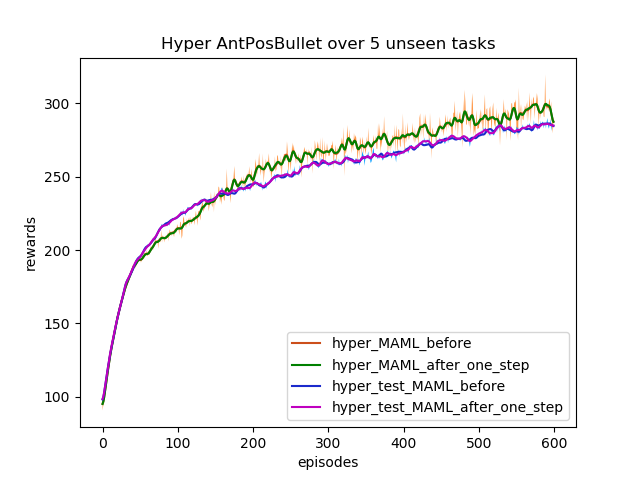 Hyper AntPosBullet over 5 unseen tasks
rewards
300
250
200
150
100
hyper_MAML_before
hyper_MAML_after_one_step
hyper_test_MAML_before
hyper_test_MAML_after_one_step
0 100 200 300 400 500 600
episodes